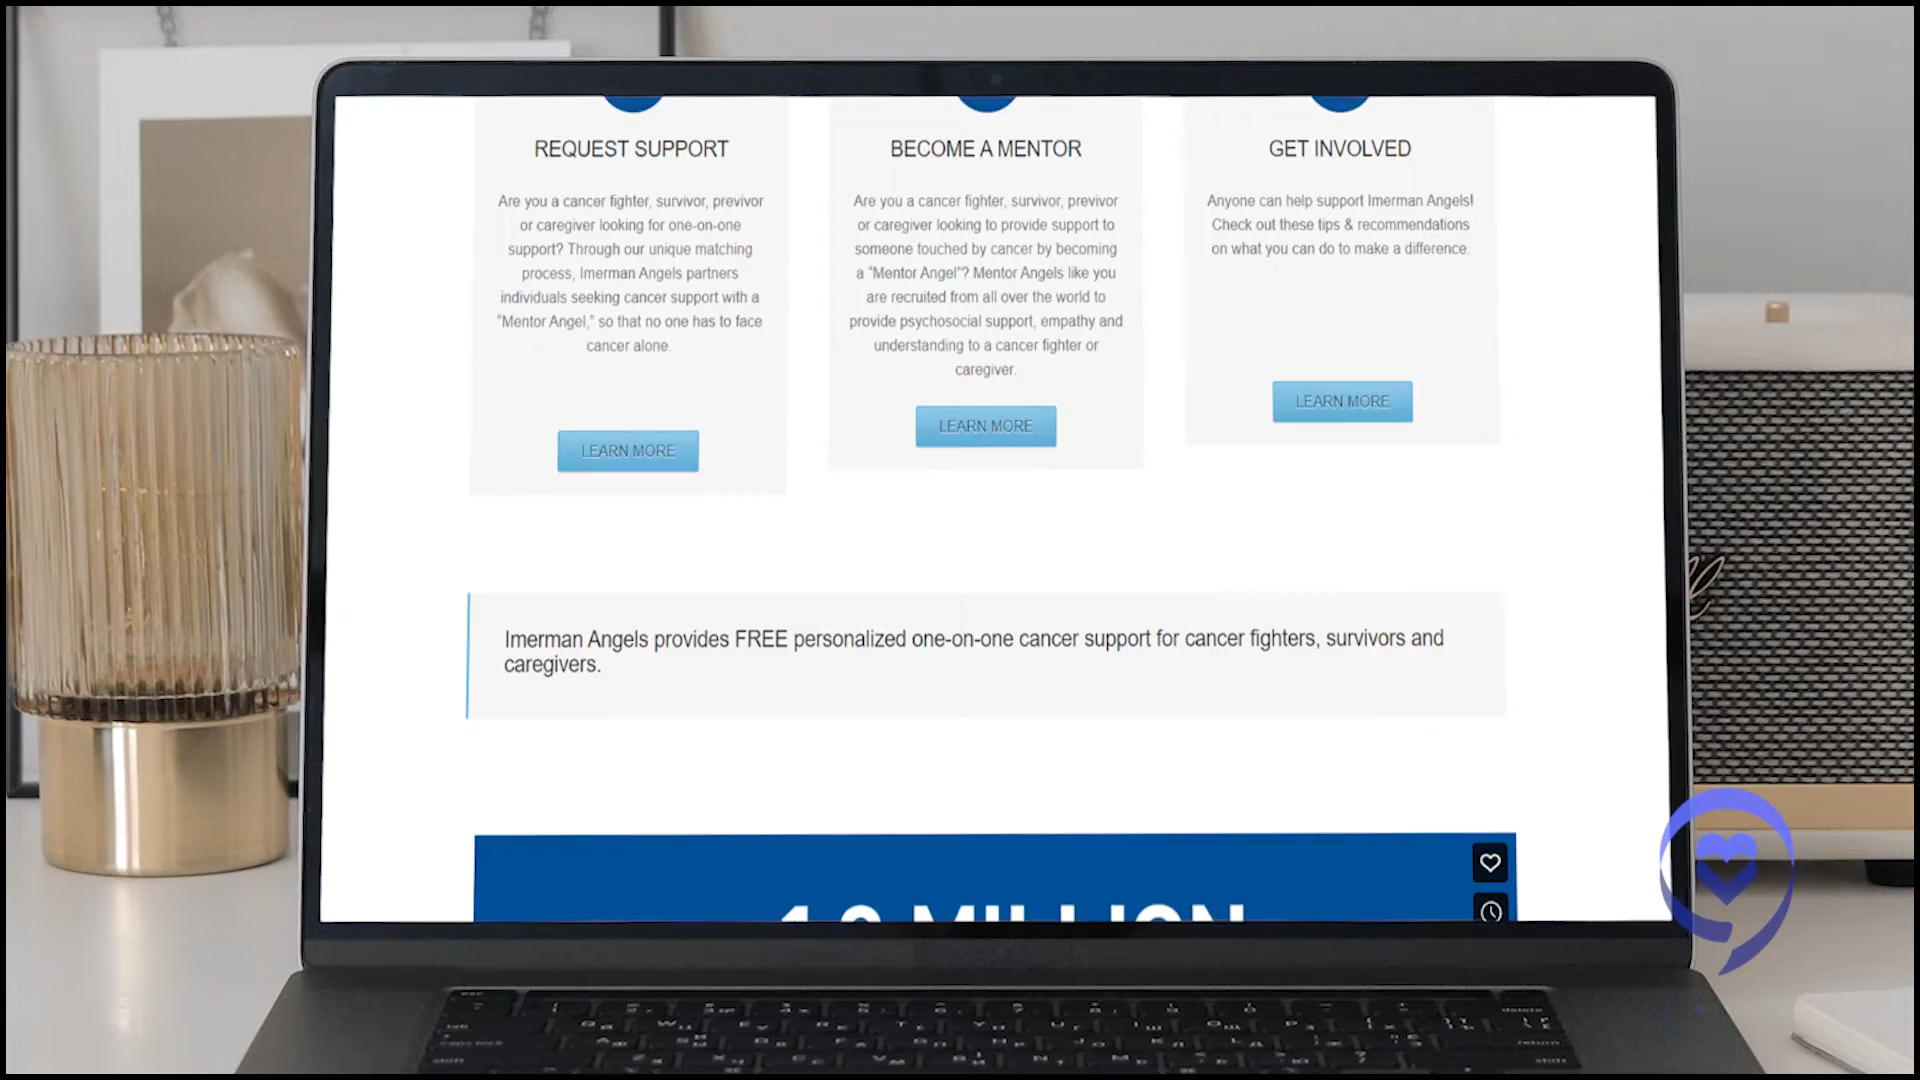 REQUEST SUPPORT
Are you a cancer fighter, survivor, previvor
or caregiver looking for one-on-one
support? Through our unique matching
process, Imerman Angels partners
individuals seeking cancer support with a
“Mentor Angel,” so that no one has to face
cancer alone.
LEARN MORE
BECOME A MENTOR
Are you a cancer fighter, survivor, previvor
or caregiver looking to provide support to
someone touched by cancer by becoming
a “Mentor Angel”? Mentor Angels like you
are recruited from all over the world to
provide psychosocial support, empathy and
understanding to a cancer fighter or
caregiver.
LEARN MORE
GET INVOLVED
Anyone can help support Imerman Angels!
Check out these tips & recommendations
on what you can do to make a difference.
LEARN MORE
Imerman Angels provides FREE personalized one-on-one cancer support for cancer fighters, survivors and
caregivers.
MILLION